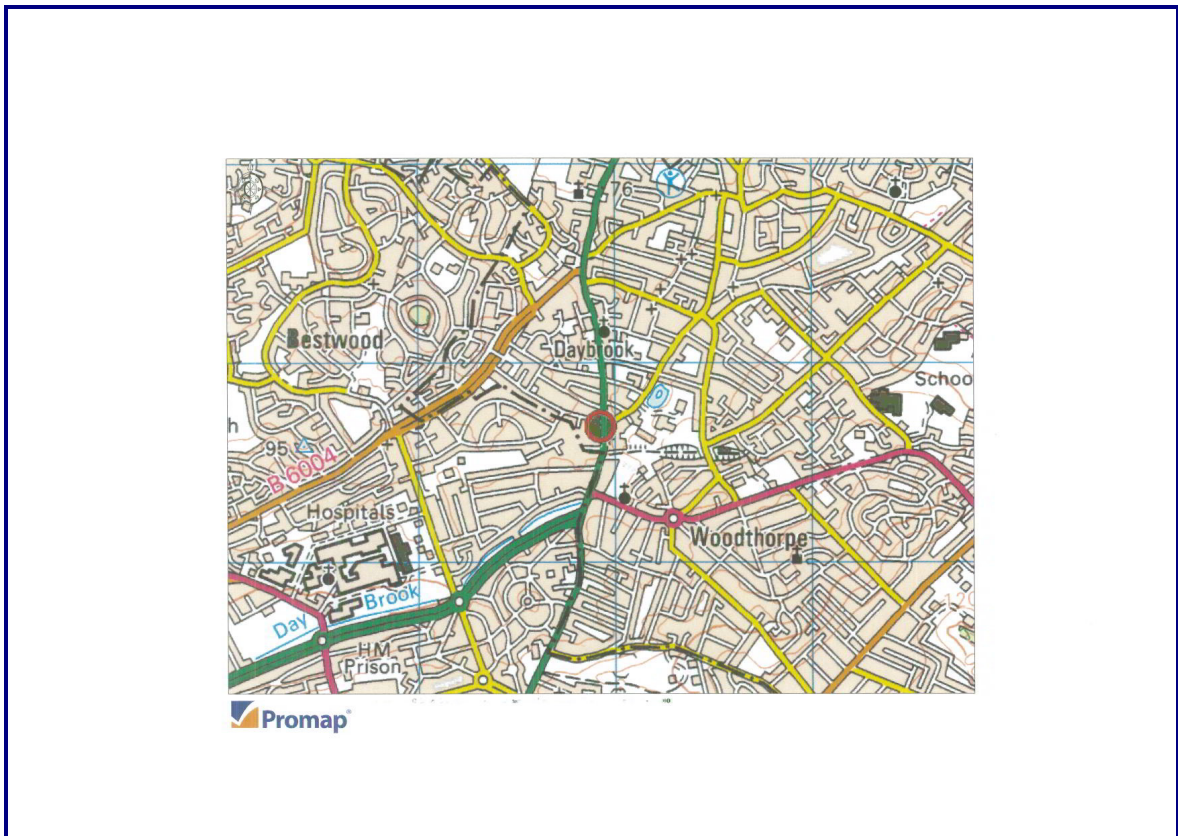 76
Bestwood
Daybrook
Schoo
h
95
B 6004
Hospitals
Woodthorpe
Day Brook
HM
Prison
Promap